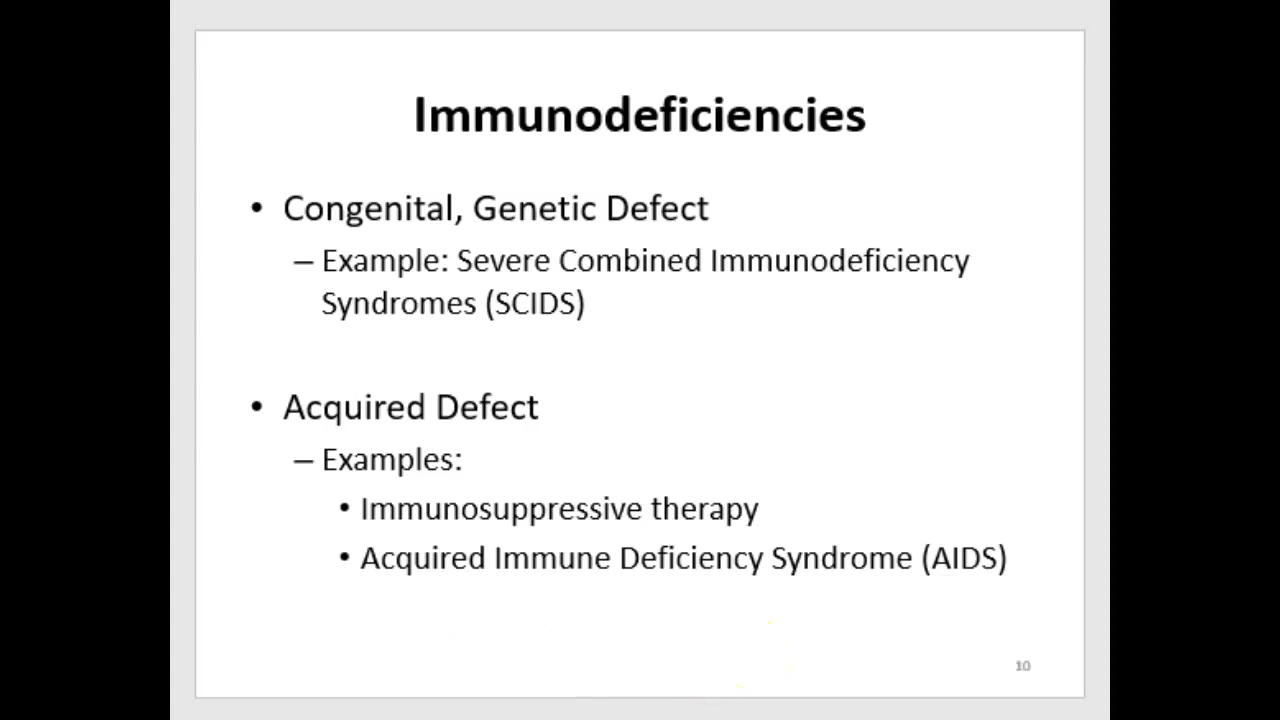 Immunodeficiencies
• Congenital, Genetic Defect
– Example: Severe Combined Immunodeficiency
Syndromes (SCIDS)
• Acquired Defect
– Examples:
• Immunosuppressive therapy
• Acquired Immune Deficiency Syndrome (AIDS)
10